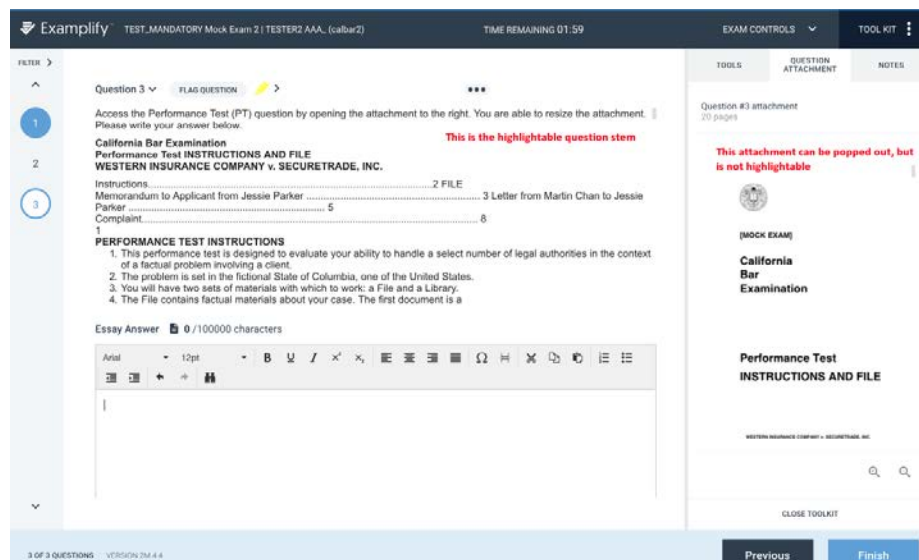 Examplify TEST_MANDATORY Mock Exam 2 | TESTER2 AAA, (calbar2) TIME REMAINING 01:59 EXAM CONTROLS TOOL KIT
FILTER
1
2
3
Question 3 FLAG QUESTION
Access the Performance Test (PT) question by opening the attachment to the right. You are able to resize the attachment.
Please write your answer below.
This is the highlightable question stem
California Bar Examination
Performance Test INSTRUCTIONS AND FILE
WESTERN INSURANCE COMPANY v. SECURETRADE, INC.
Instructions.......................................................................................2 FILE
Memorandum to Applicant from Jessie Parker ..................................................... 3 Letter from Martin Chan to Jessie
Parker ............................................................ 5
Complaint.................................................................................................... 8
1
PERFORMANCE TEST INSTRUCTIONS
1. This performance test is designed to evaluate your ability to handle a select number of legal authorities in the context
of a factual problem involving a client.
2. The problem is set in the fictional State of Columbia, one of the United States.
3. You will have two sets of materials with which to work: a File and a Library.
4. The File contains factual materials about your case. The first document is a
Essay Answer 0 /100000 characters
Arial 12pt B U I x² x₂ Ω
TOOLS QUESTION ATTACHMENT NOTES
Question #3 attachment
20 pages
This attachment can be popped out, but
is not highlightable
[MOCK EXAM]
California
Bar
Examination
Performance Test
INSTRUCTIONS AND FILE
WESTERN INSURANCE COMPANY v. SECURETRADE, INC.
CLOSE TOOLKIT
3 OF 3 QUESTIONS VERSION 2M.4.4
Previous Finish